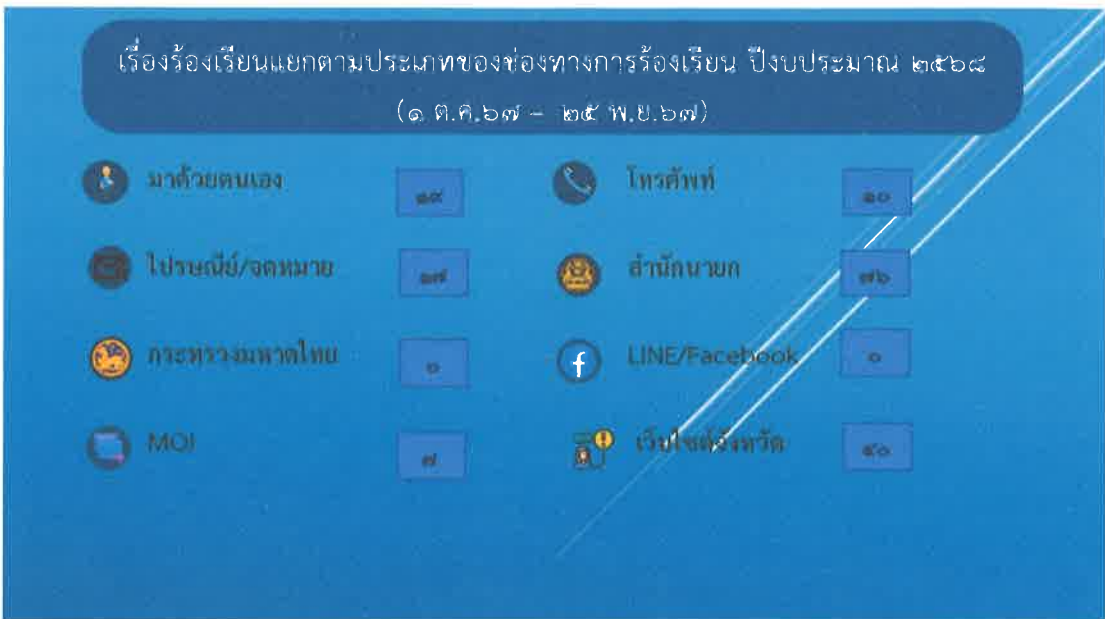 เรื่องร้องเรียนแยกตามประเภทของช่องทางการร้องเรียน ปีงบประมาณ ๒๕๖๘
(๑ ต.ค.๖๗ – ๒๕ พ.ย.๖๗)
มาด้วยตนเอง ๑๙ โทรศัพท์ ๑๐
ไปรษณีย์/จดหมาย ๑๗ สำนักนายก ๗๖
กระทรวงมหาดไทย LINE/Facebook ๐
MOI ๗ เว็บไซต์จังหวัด